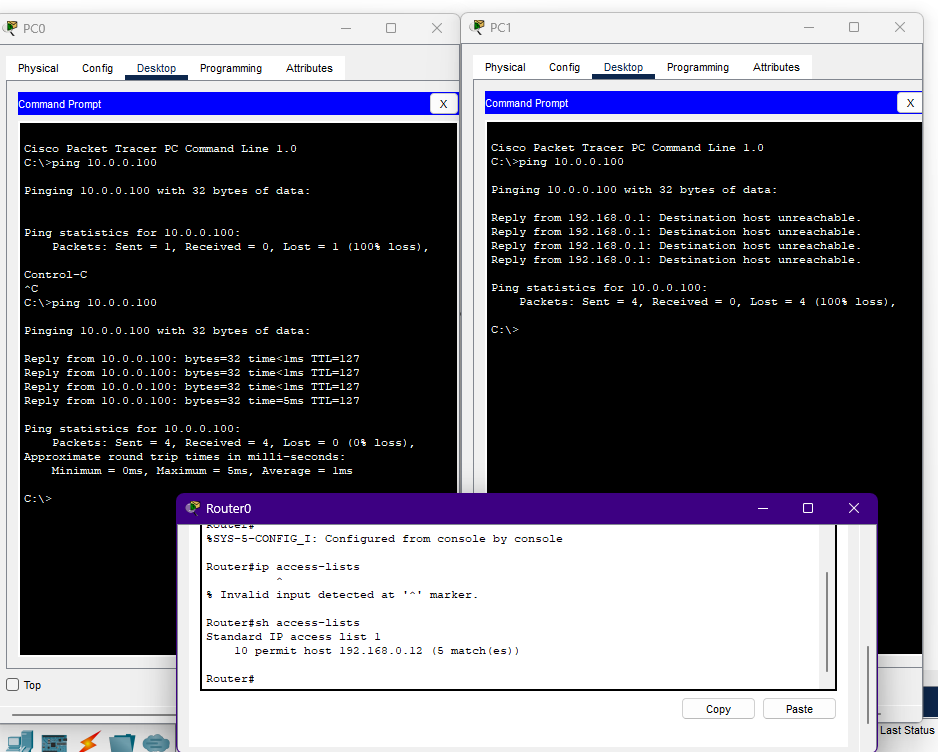 PC0
Physical Config Desktop Programming Attributes
Command Prompt X
Cisco Packet Tracer PC Command Line 1.0
C:\>ping 10.0.0.100
Pinging 10.0.0.100 with 32 bytes of data:
Ping statistics for 10.0.0.100:
Packets: Sent = 1, Received = 0, Lost = 1 (100% loss),
Control-C
^C
C:\>ping 10.0.0.100
Pinging 10.0.0.100 with 32 bytes of data:
Reply from 10.0.0.100: bytes=32 time<1ms TTL=127
Reply from 10.0.0.100: bytes=32 time<1ms TTL=127
Reply from 10.0.0.100: bytes=32 time<1ms TTL=127
Reply from 10.0.0.100: bytes=32 time=5ms TTL=127
Ping statistics for 10.0.0.100:
Packets: Sent = 4, Received = 4, Lost = 0 (0% loss),
Approximate round trip times in milli-seconds:
Minimum = 0ms, Maximum = 5ms, Average = 1ms
C:\>
Top
PC1
Physical Config Desktop Programming Attributes
Command Prompt X
Cisco Packet Tracer PC Command Line 1.0
C:\>ping 10.0.0.100
Pinging 10.0.0.100 with 32 bytes of data:
Reply from 192.168.0.1: Destination host unreachable.
Reply from 192.168.0.1: Destination host unreachable.
Reply from 192.168.0.1: Destination host unreachable.
Reply from 192.168.0.1: Destination host unreachable.
Ping statistics for 10.0.0.100:
Packets: Sent = 4, Received = 0, Lost = 4 (100% loss),
C:\>
Router0
Router#
%SYS-5-CONFIG_I: Configured from console by console
Router#ip access-lists
^
% Invalid input detected at '^' marker.
Router#sh access-lists
Standard IP access list 1
10 permit host 192.168.0.12 (5 match(es))
Router#
Copy Paste
Last Status